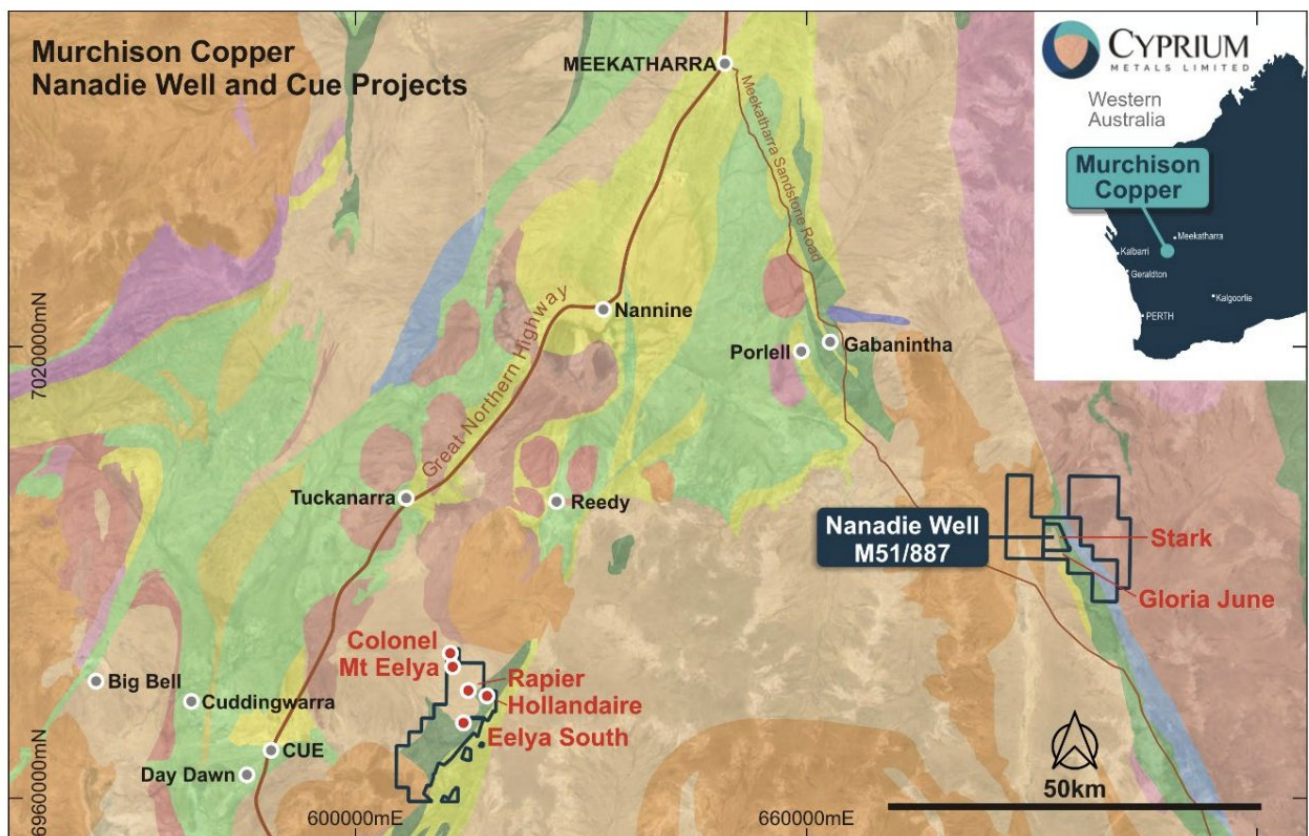 Murchison Copper
Nanadie Well and Cue Projects
MEEKATHARRA
CYPRIUM
METALS LIMITED
Western
Australia
Murchison
Copper
Meekatharra
Kalbarri
Geraldton
Kalgoorlie
PERTH
Meekatharra Sandstone Road
Great Northern Highway
Nannine
Porlell
Gabanintha
7020000mN
Tuckanarra
Reedy
Nanadie Well
M51/887
Stark
Gloria June
Colonel
Mt Eelya
Rapier
Hollandaire
Eelya South
Big Bell
Cuddingwarra
CUE
Day Dawn
6960000mN
600000mE
660000mE
50km